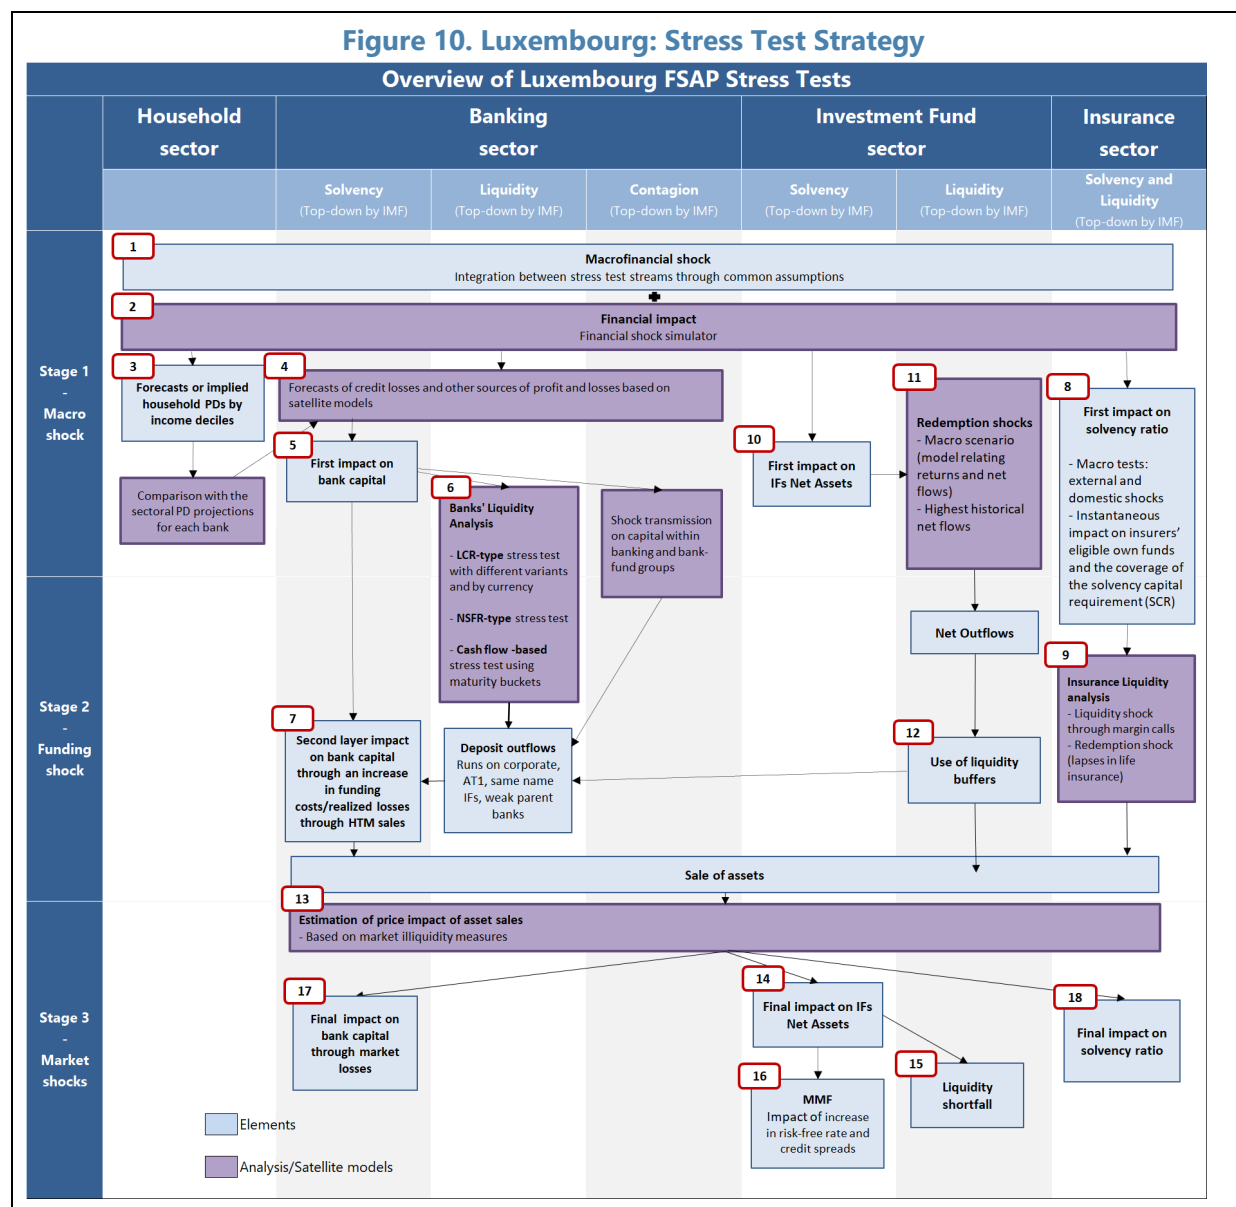 Figure 10. Luxembourg: Stress Test Strategy
Overview of Luxembourg FSAP Stress Tests
Household
sector
Banking
sector
Investment Fund
sector
Insurance
sector
Solvency
(Top-down by IMF)
Liquidity
(Top-down by IMF)
Contagion
(Top-down by IMF)
Solvency
(Top-down by IMF)
Liquidity
(Top-down by IMF)
Solvency and
Liquidity
(Top-down by IMF)
Stage 1
-
Macro
shock
1
Macrofinancial shock
Integration between stress test streams through common assumptions
2
Financial impact
Financial shock simulator
3
Forecasts or implied
household PDs by
income deciles
Comparison with the
sectoral PD projections
for each bank
4
Forecasts of credit losses and other sources of profit and losses based on
satellite models
5
First impact on
bank capital
6
Banks' Liquidity
Analysis
- LCR-type stress test
with different variants
and by currency
- NSFR-type stress test
- Cash flow -based
stress test using
maturity buckets
Shock transmission
on capital within
banking and bank-
fund groups
10
First impact on
IFs Net Assets
11
Redemption shocks
- Macro scenario
(model relating
returns and net
flows)
- Highest historical
net flows
8
First impact on
solvency ratio
- Macro tests:
external and
domestic shocks
- Instantaneous
impact on insurers'
eligible own funds
and the coverage of
the solvency capital
requirement (SCR)
Stage 2
-
Funding
shock
7
Second layer impact
on bank capital
through an increase
in funding
costs/realized losses
through HTM sales
Deposit outflows
Runs on corporate,
AT1, same name
IFs, weak parent
banks
Net Outflows
12
Use of liquidity
buffers
9
Insurance Liquidity
analysis
- Liquidity shock
through margin calls
- Redemption shock
(lapses in life
insurance)
Sale of assets
Stage 3
-
Market
shocks
13
Estimation of price impact of asset sales
- Based on market illiquidity measures
17
Final impact on
bank capital
through market
losses
14
Final impact on IFs
Net Assets
16
MMF
Impact of increase
in risk-free rate and
credit spreads
15
Liquidity
shortfall
18
Final impact on
solvency ratio
Elements
Analysis/Satellite models